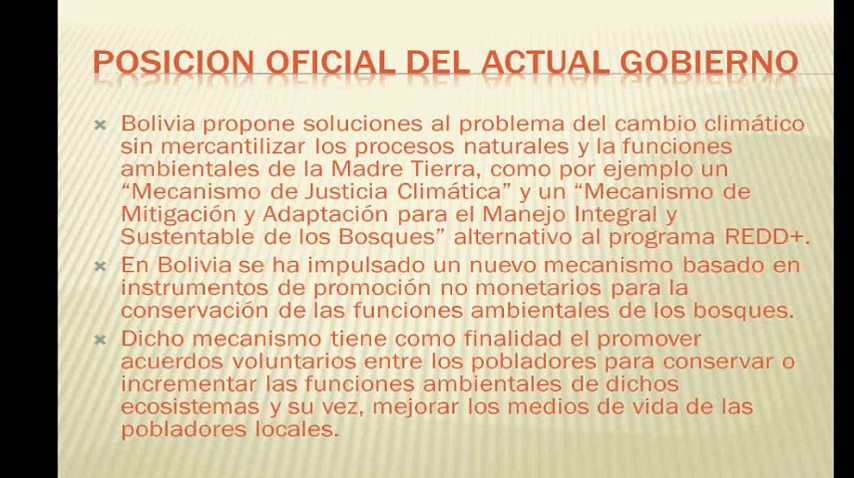 POSICION OFICIAL DEL ACTUAL GOBIERNO
Bolivia propone soluciones al problema del cambio climático
sin mercantilizar los procesos naturales y la funciones
ambientales de la Madre Tierra, como por ejemplo un
“Mecanismo de Justicia Climática” y un “Mecanismo de
Mitigación y Adaptación para el Manejo Integral y
Sustentable de los Bosques” alternativo al programa REDD+.
En Bolivia se ha impulsado un nuevo mecanismo basado en
instrumentos de promoción no monetarios para la
conservación de las funciones ambientales de los bosques.
Dicho mecanismo tiene como finalidad el promover
acuerdos voluntarios entre los pobladores para conservar o
incrementar las funciones ambientales de dichos
ecosistemas y su vez, mejorar los medios de vida de las
pobladores locales.